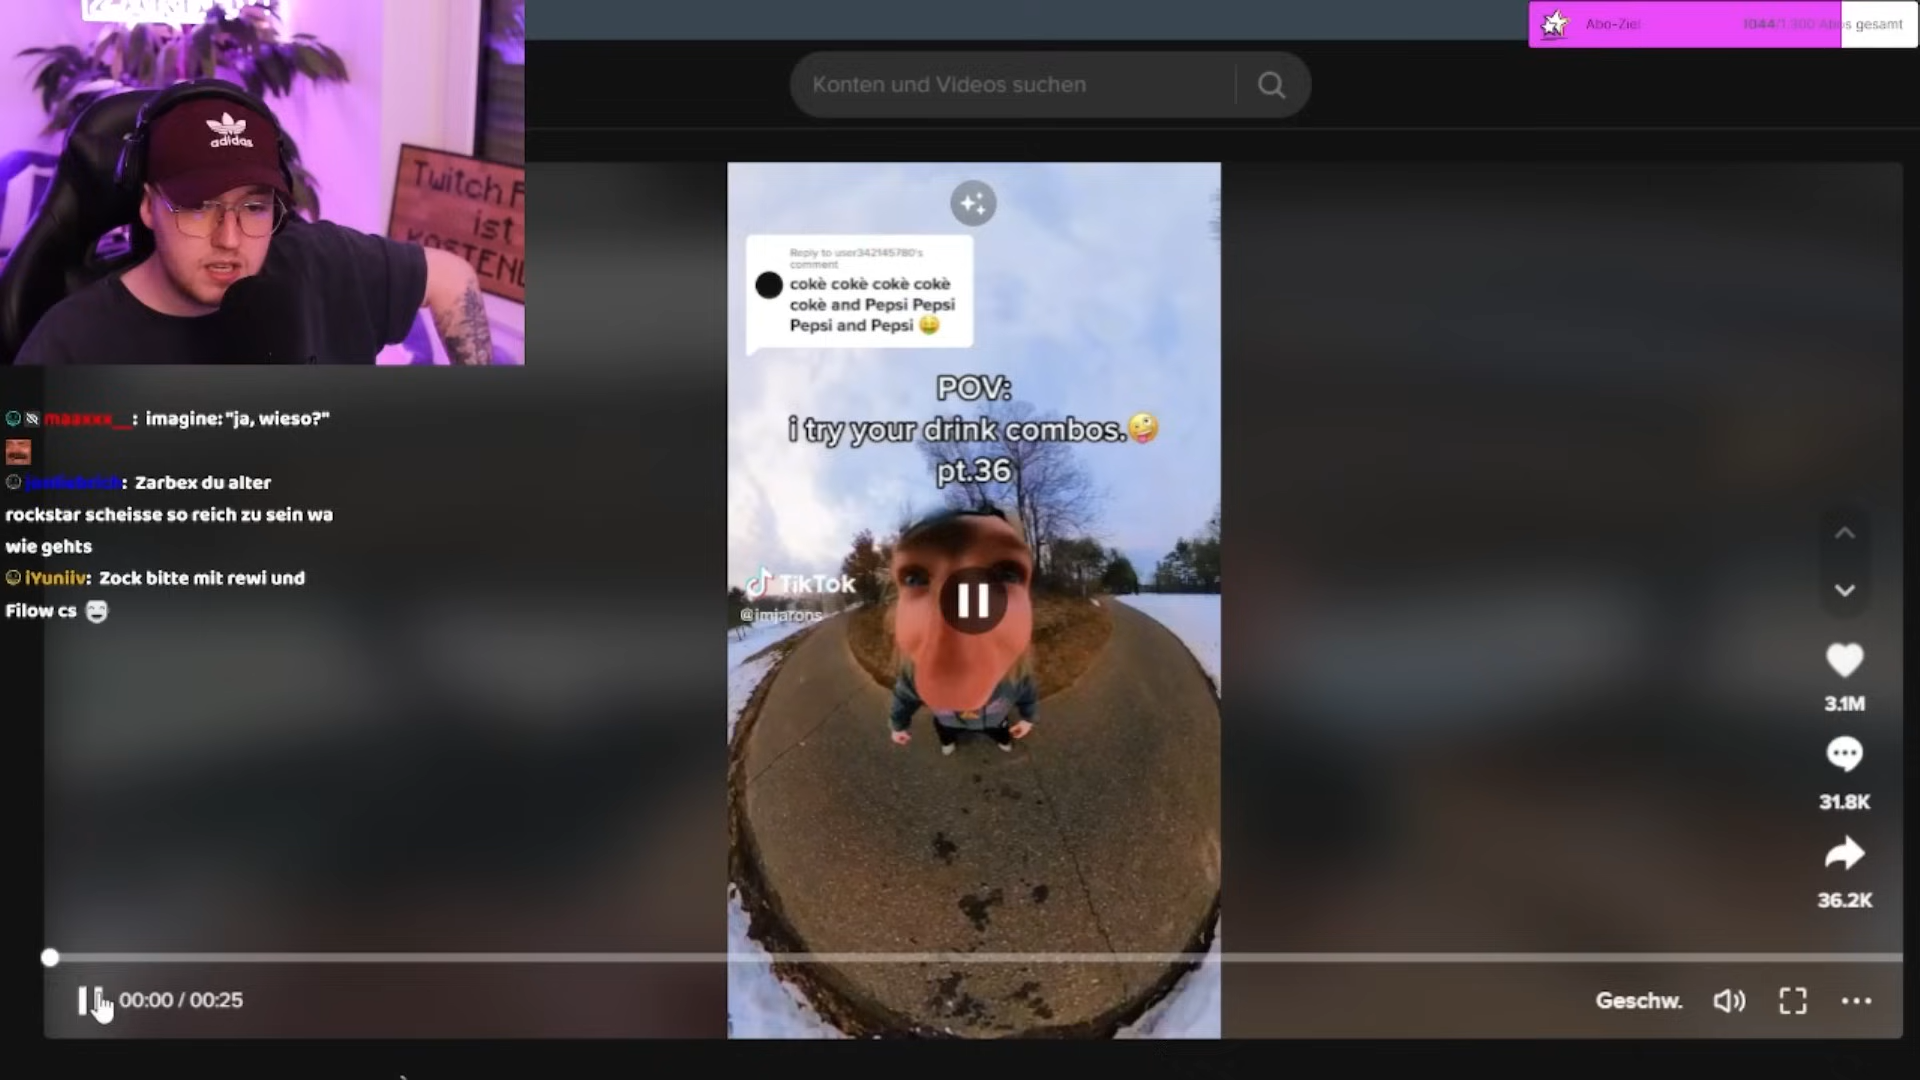 adidas
Twitch
ist
Abo-Ziel
1044/1.300 Abos gesamt
Konten und Videos suchen
Reply to user342145780's
comment
cokè cokè cokè cokè
cokè and Pepsi Pepsi
Pepsi and Pepsi 🤑
POV:
i try your drink combos.🤪
pt.36
TikTok
@imjarons
maaxxx__: imagine: "ja, wieso?"
: Zarbex du alter
rockstar scheisse so reich zu sein wa
wie gehts
iYuniiv: Zock bitte mit rewi und
Filow cs
3.1M
31.8K
36.2K
00:00 / 00:25
Geschw.